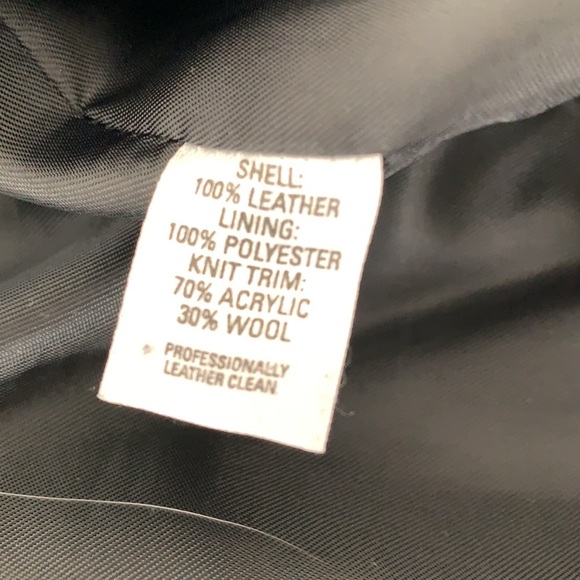 SHELL:
100% LEATHER
LINING:
100% POLYESTER
KNIT TRIM:
70% ACRYLIC
30% WOOL
PROFESSIONALLY
LEATHER CLEAN